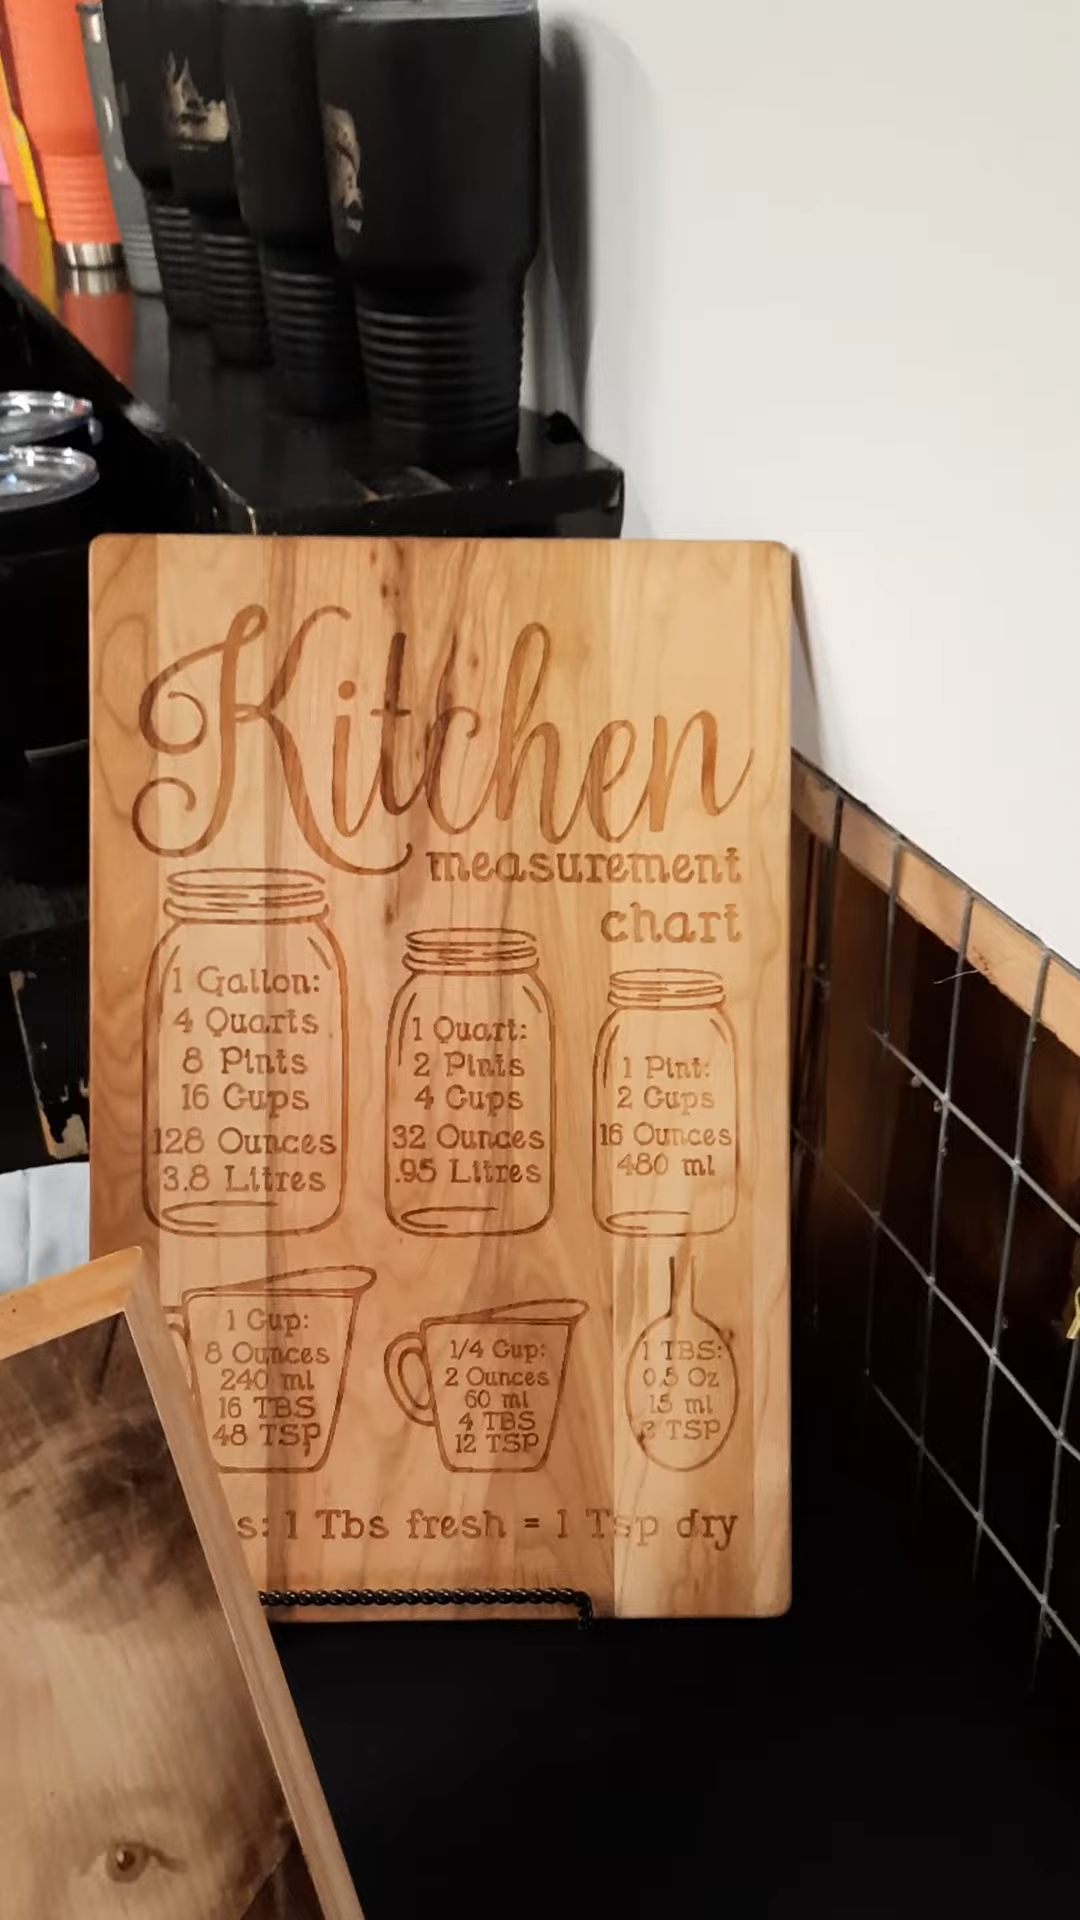 Kitchen
measurement
chart
1 Gallon:
4 Quarts
8 Pints
16 Cups
128 Ounces
3.8 Litres
1 Quart:
2 Pints
4 Cups
32 Ounces
.95 Litres
1 Pint:
2 Cups
16 Ounces
480 ml
1 Cup:
8 Ounces
240 ml
16 TBS
48 TSP
1/4 Cup:
2 Ounces
60 ml
4 TBS
12 TSP
1 TBS:
0.5 Oz
15 ml
3 TSP
s: 1 Tbs fresh = 1 Tsp dry